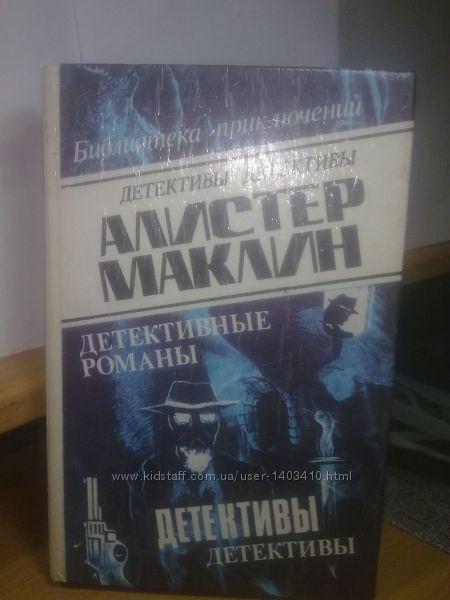 Библиотека приключений
ДЕТЕКТИВЫ ДЕТЕКТИВЫ
АЛИСТЕР
МАКЛИН
ДЕТЕКТИВНЫЕ
РОМАНЫ
www.kidstaff.com.ua/user-1403410.html
ДЕТЕКТИВЫ
ДЕТЕКТИВЫ